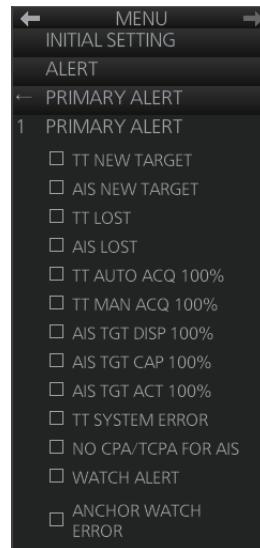 MENU
INITIAL SETTING
ALERT
← PRIMARY ALERT
1 PRIMARY ALERT
TT NEW TARGET
AIS NEW TARGET
TT LOST
AIS LOST
TT AUTO ACQ 100%
TT MAN ACQ 100%
AIS TGT DISP 100%
AIS TGT CAP 100%
AIS TGT ACT 100%
TT SYSTEM ERROR
NO CPA/TCPA FOR AIS
WATCH ALERT
ANCHOR WATCH
ERROR